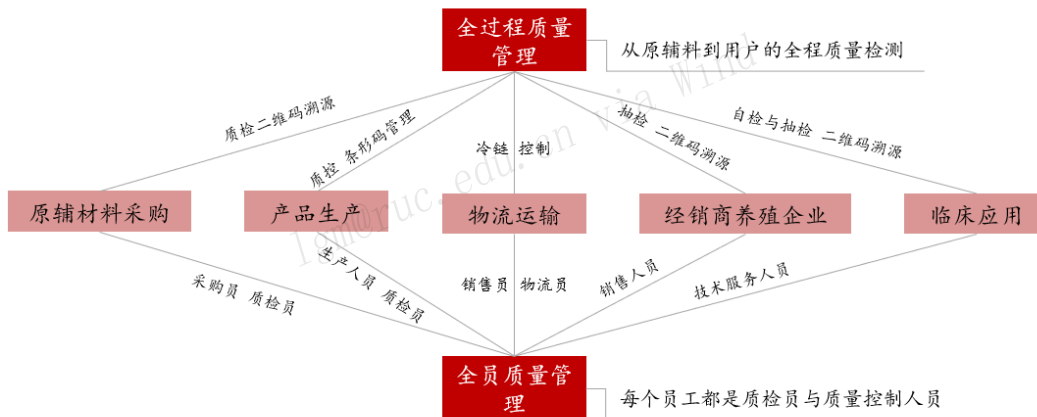 全过程质量
管理
从原辅料到用户的全程质量检测
质检二维码溯源
质控 条形码管理
冷链 控制
抽检 二维码溯源
自检与抽检 二维码溯源
原辅材料采购
产品生产
物流运输
经销商养殖企业
临床应用
采购员 质检员
生产人员 质检员
销售员 物流员
销售人员
技术服务人员
全员质量管
理
每个员工都是质检员与质量控制人员
lgm@ruc.edu.cn via Wind